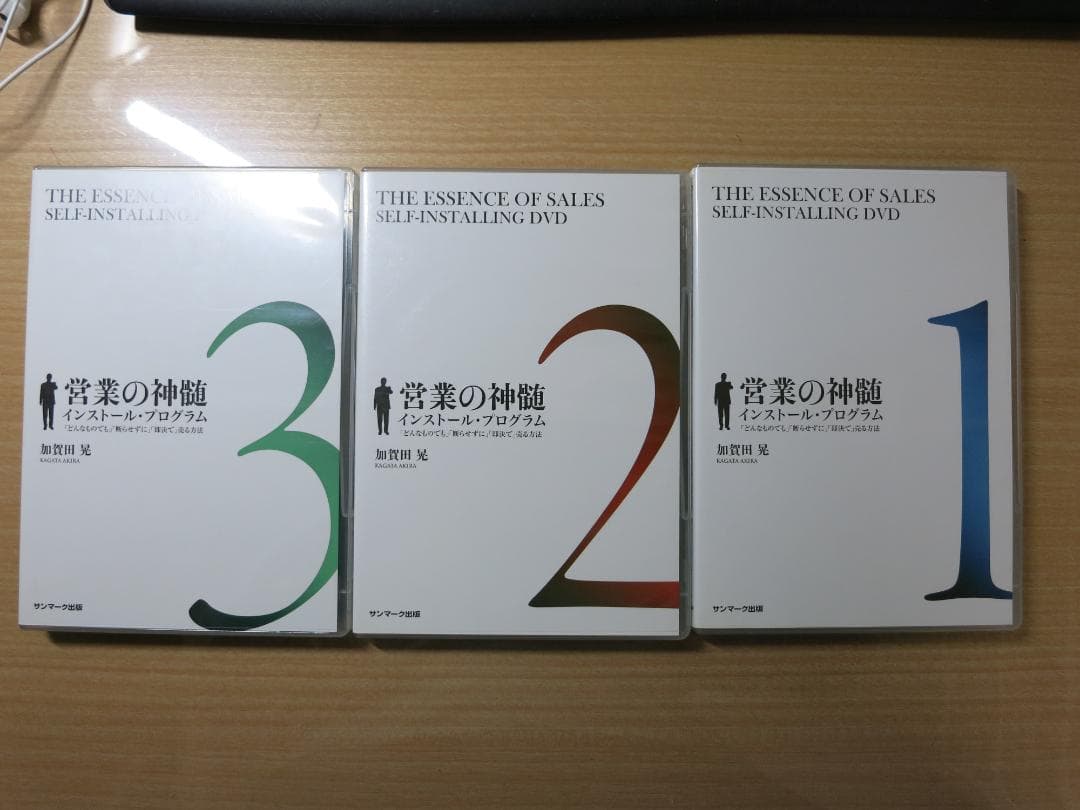 THE ESSENCE
SELF-INSTALLING
3
営業の神髄
インストール・プログラム
「どんなものでも」「断らせずに」「即決で」売る方法
加賀田 晃
KAGATA AKIRA
サンマーク出版
THE ESSENCE OF SALES
SELF-INSTALLING DVD
2
営業の神髄
インストール・プログラム
「どんなものでも」「断らせずに」「即決で」売る方法
加賀田 晃
KAGATA AKIRA
サンマーク出版
THE ESSENCE OF SALES
SELF-INSTALLING DVD
1
営業の神髄
インストール・プログラム
「どんなものでも」「断らせずに」「即決で」売る方法
加賀田 晃
KAGATA AKIRA
サンマーク出版